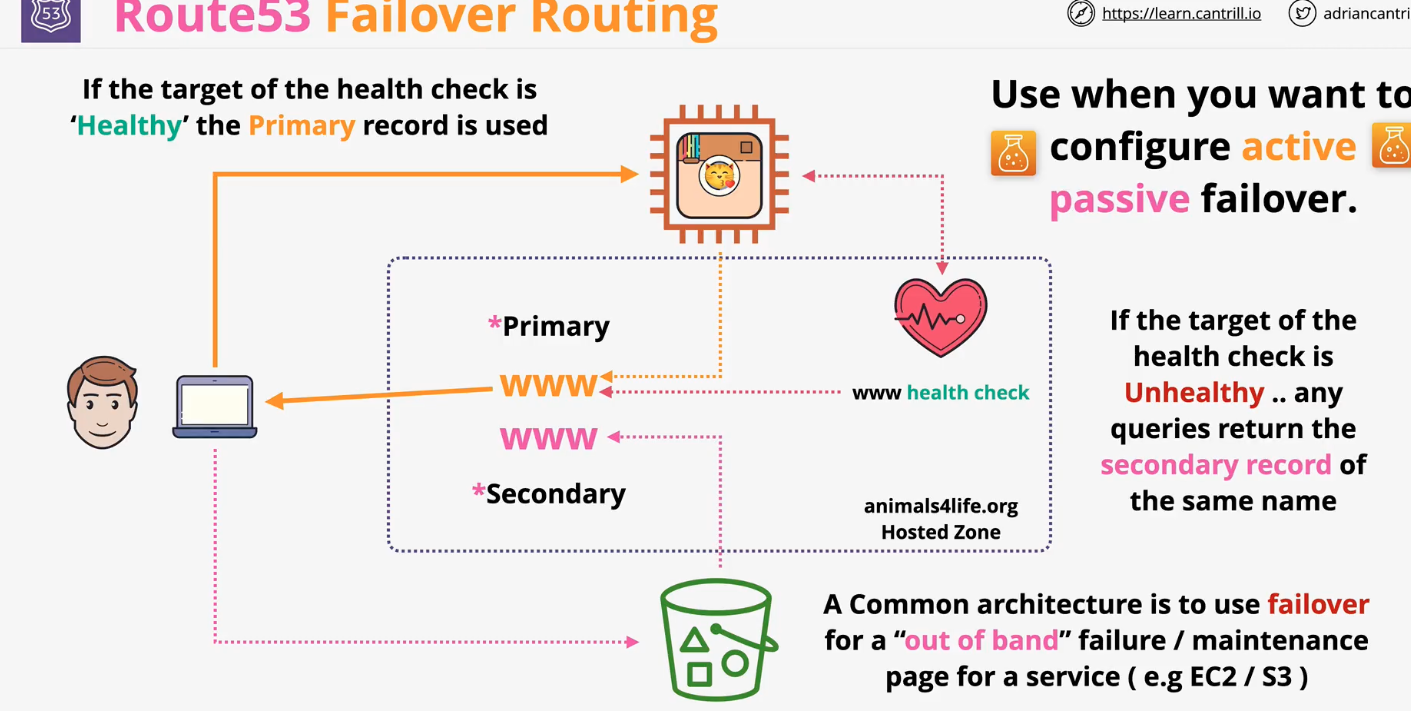 53
Route53 Failover Routing
https://learn.cantrill.io
adriancantri
If the target of the health check is
‘Healthy’ the Primary record is used
Use when you want to
configure active
passive failover.
*Primary
www
www health check
www
*Secondary
animals4life.org
Hosted Zone
If the target of the
health check is
Unhealthy .. any
queries return the
secondary record of
the same name
A Common architecture is to use failover
for a “out of band” failure / maintenance
page for a service ( e.g EC2 / S3 )